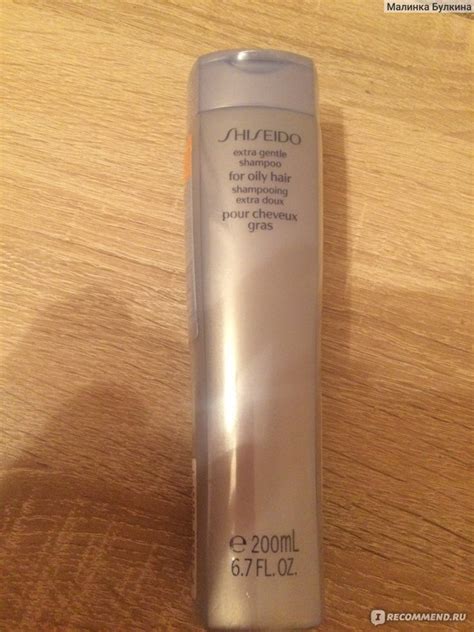 Малинка Булкина
SHISEIDO
extra gentle
shampoo
for oily hair
shampooing
extra doux
pour cheveux
gras
e 200mL
6.7 FL. OZ.
I RECOMMEND.RU